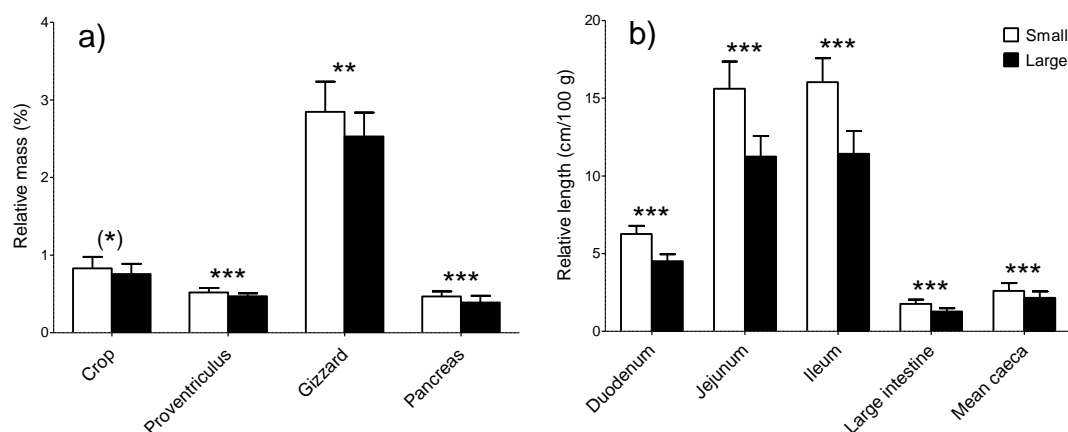 a)
Relative mass (%)
4
3
2
1
0
(*)
***
**
***
Crop
Proventriculus
Gizzard
Pancreas
b)
Small
Large
Relative length (cm/100 g)
20
15
10
5
0
***
***
***
***
***
Duodenum
Jejunum
Ileum
Large intestine
Mean caeca